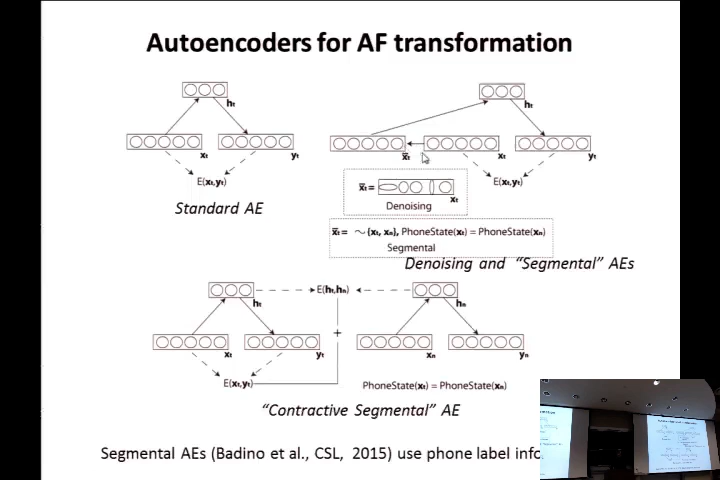 Autoencoders for AF transformation
ht
xt
yt
E(xt,yt)
Standard AE
ht
x̄t
xt
yt
E(xt,yt)
x̄t =
xt
Denoising
x̄t = ~ {xt, xn}, PhoneState(xt) = PhoneState(xn)
Segmental
Denoising and "Segmental" AEs
ht
E(ht,hn)
hn
xt
yt
+
xn
yn
E(xt,yt)
PhoneState(xt) = PhoneState(xn)
"Contractive Segmental" AE
Segmental AEs (Badino et al., CSL, 2015) use phone label info